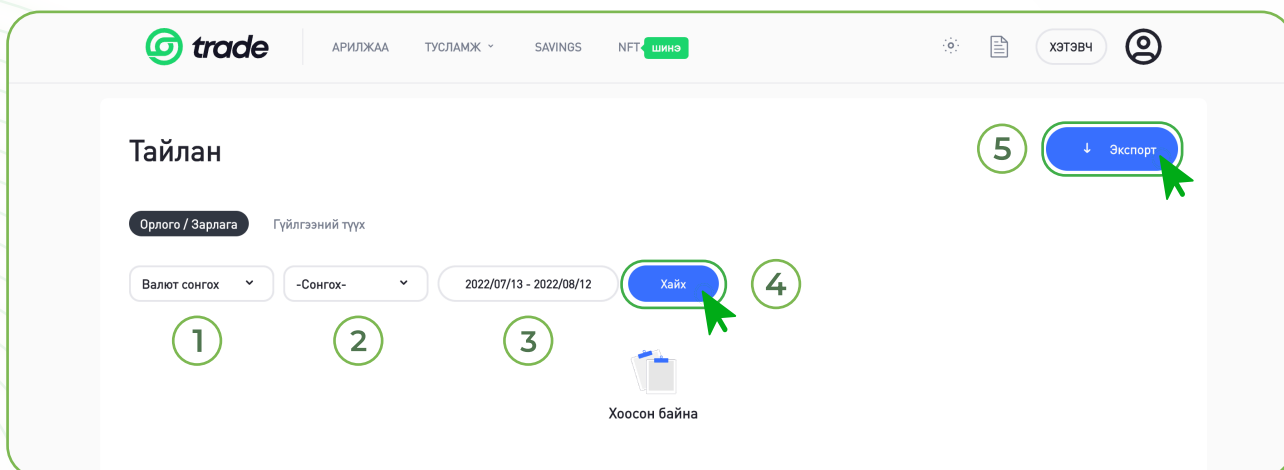 trade АРИЛЖАА ТУСЛАМЖ SAVINGS NFT шинэ ХЭТЭВЧ
Тайлан 5 Экспорт
Орлого / Зарлага Гүйлгээний түүх
Валют сонгох -Сонгох- 2022/07/13 - 2022/08/12 Хайх 4
1 2 3
Хоосон байна